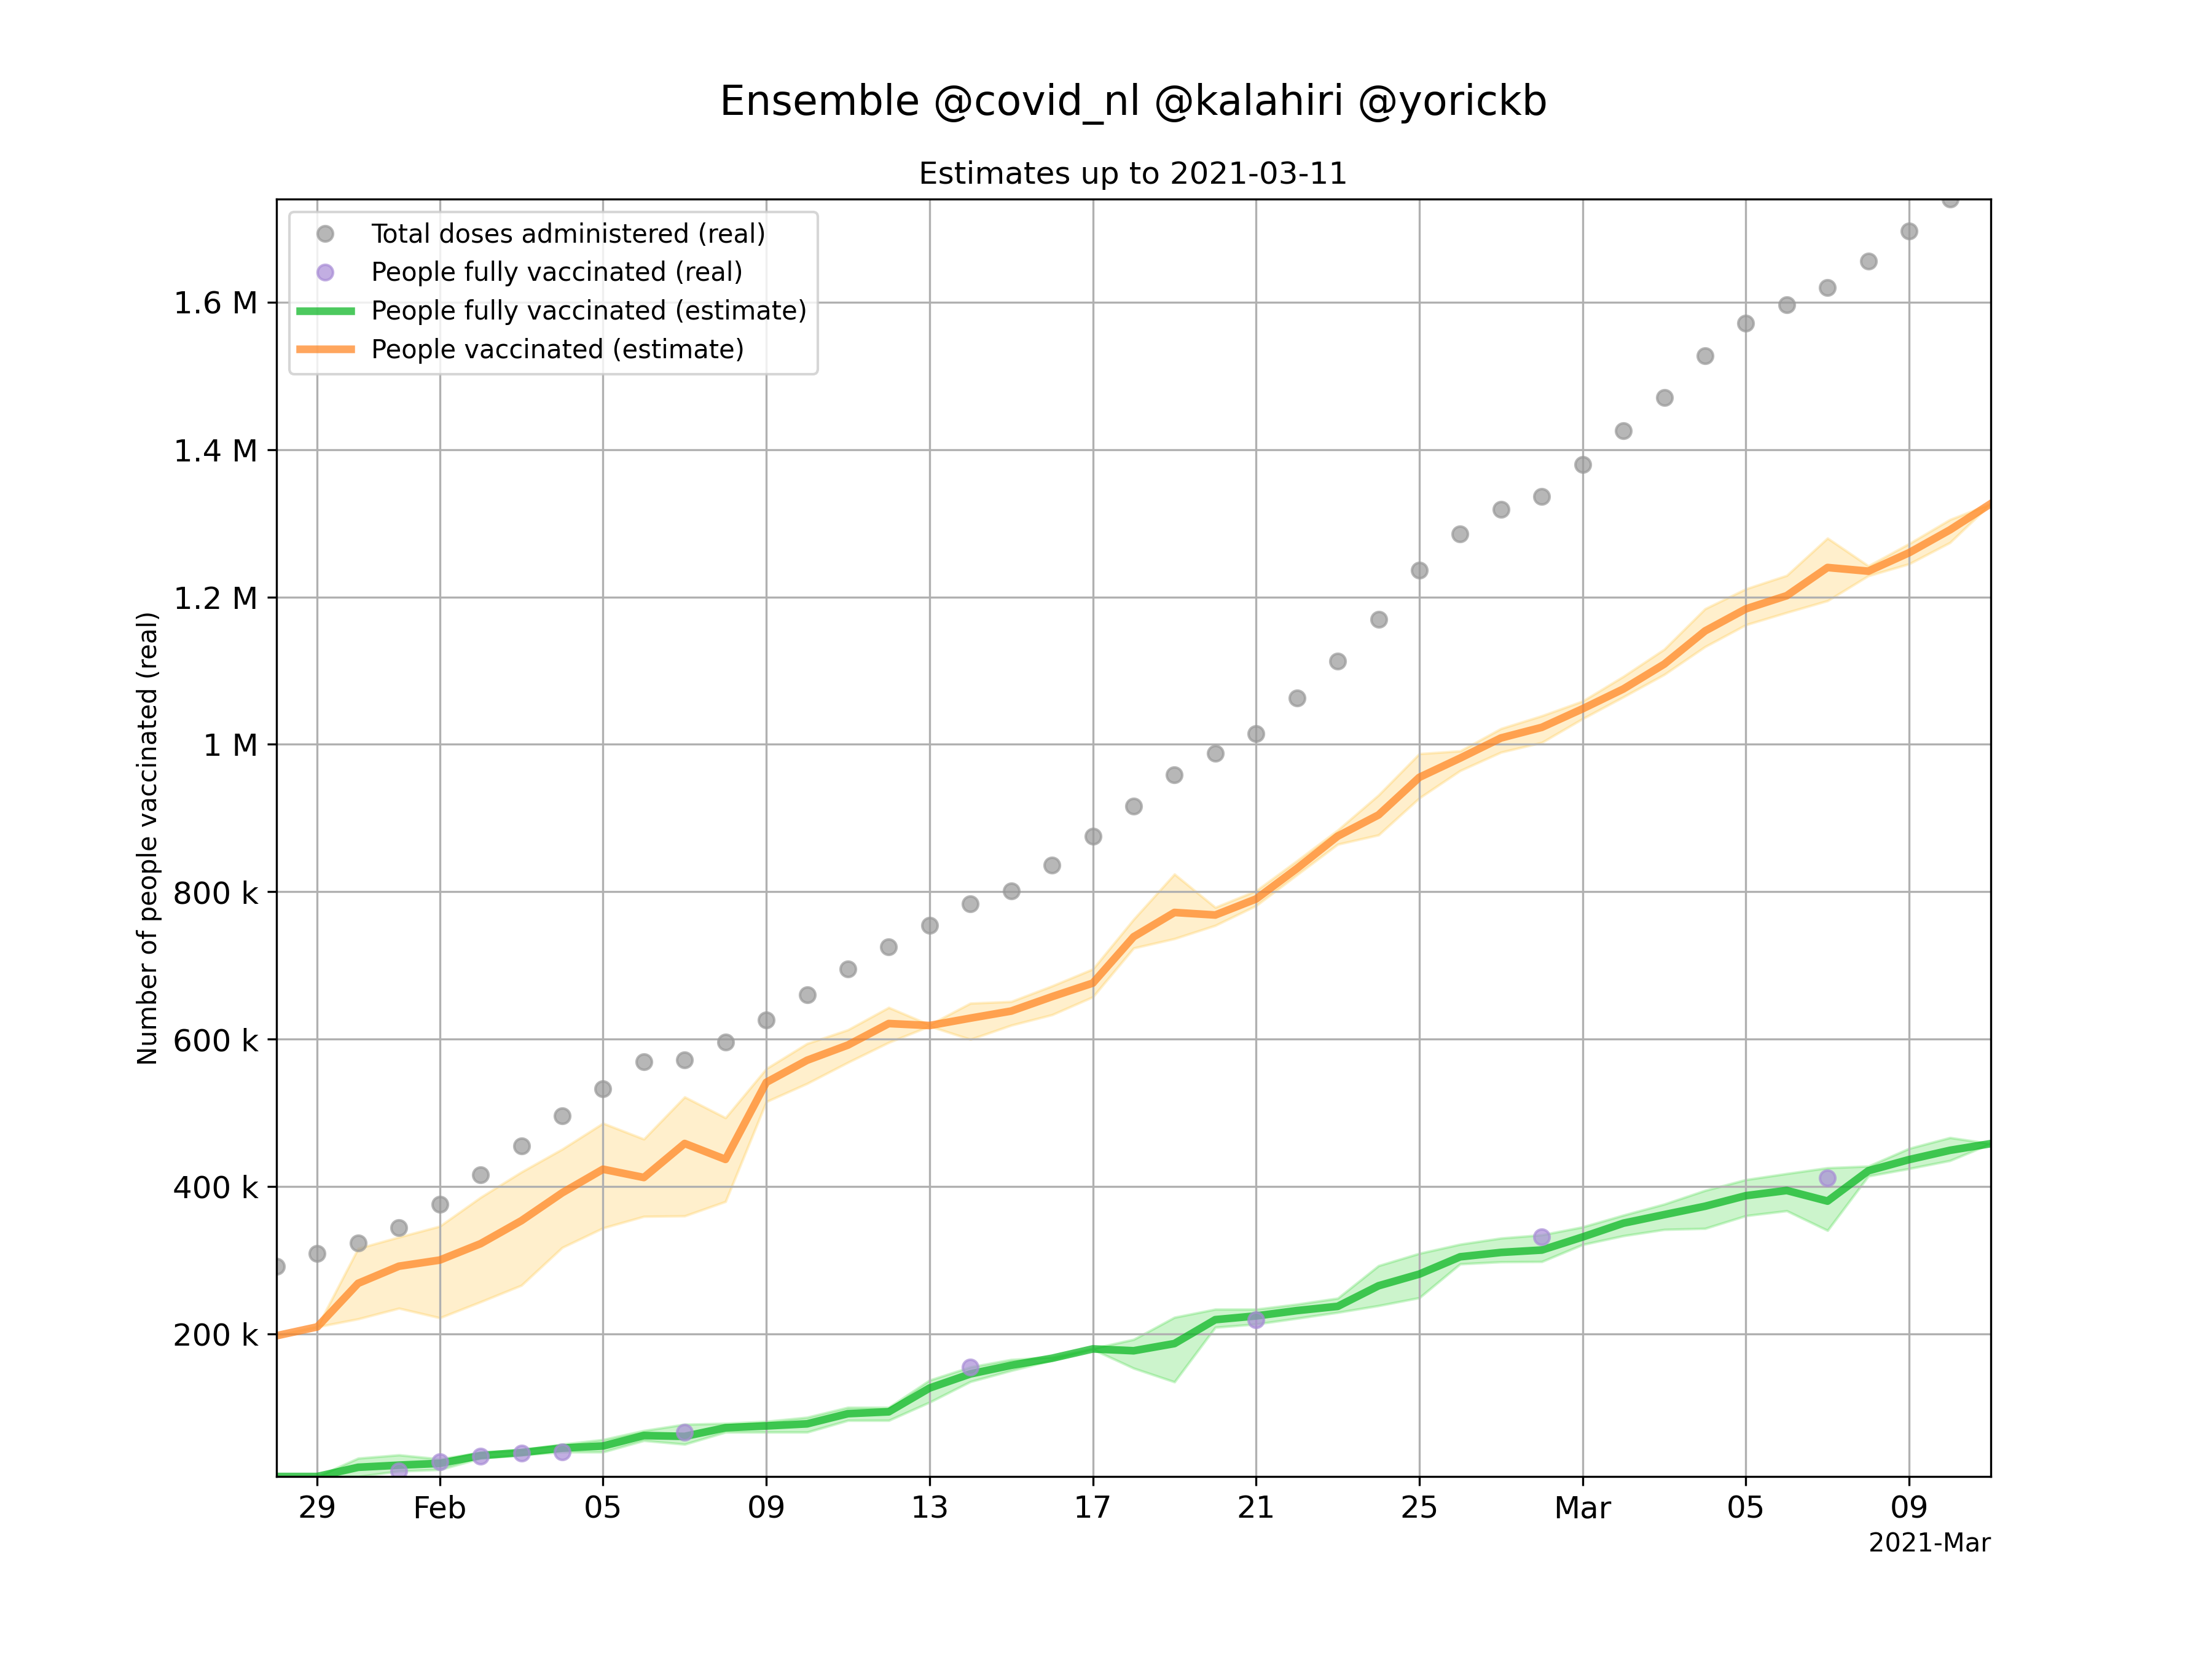 Ensemble @covid_nl @kalahiri @yorickb
Estimates up to 2021-03-11
Total doses administered (real)
People fully vaccinated (real)
People fully vaccinated (estimate)
People vaccinated (estimate)
Number of people vaccinated (real)
1.6 M
1.4 M
1.2 M
1 M
800 k
600 k
400 k
200 k
29 Feb 05 09 13 17 21 25 Mar 05 09
2021-Mar